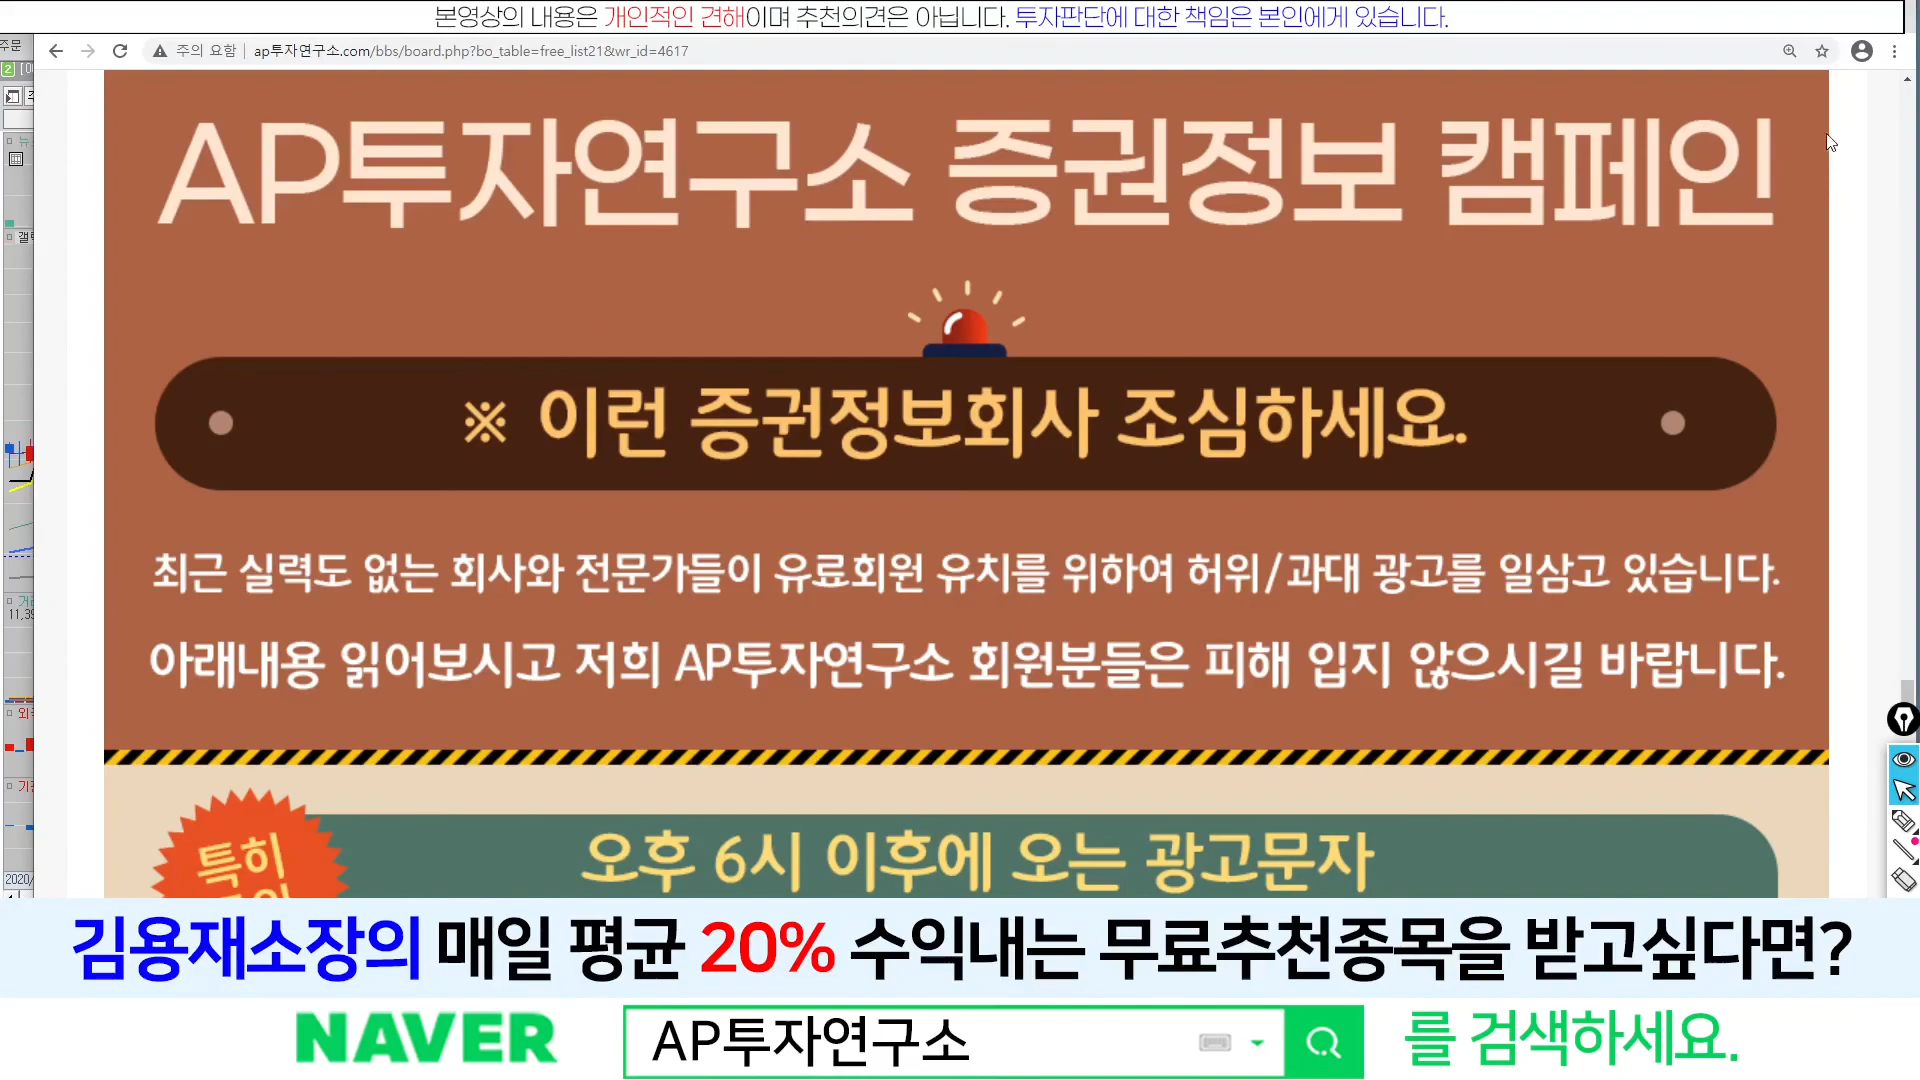 본영상의 내용은 개인적인 견해이며 추천의견은 아닙니다. 투자판단에 대한 책임은 본인에게 있습니다.
주문
주의 요함 | ap투자연구소.com/bbs/board.php?bo_table=free_list21&wr_id=4617
2
AP투자연구소 증권정보 캠페인
※ 이런 증권정보회사 조심하세요.
최근 실력도 없는 회사와 전문가들이 유료회원 유치를 위하여 허위/과대 광고를 일삼고 있습니다.
아래내용 읽어보시고 저희 AP투자연구소 회원분들은 피해 입지 않으시길 바랍니다.
11,39
특히
오후 6시 이후에 오는 광고문자
2020/
김용재소장의 매일 평균 20% 수익내는 무료추천종목을 받고싶다면?
NAVER AP투자연구소 를 검색하세요.